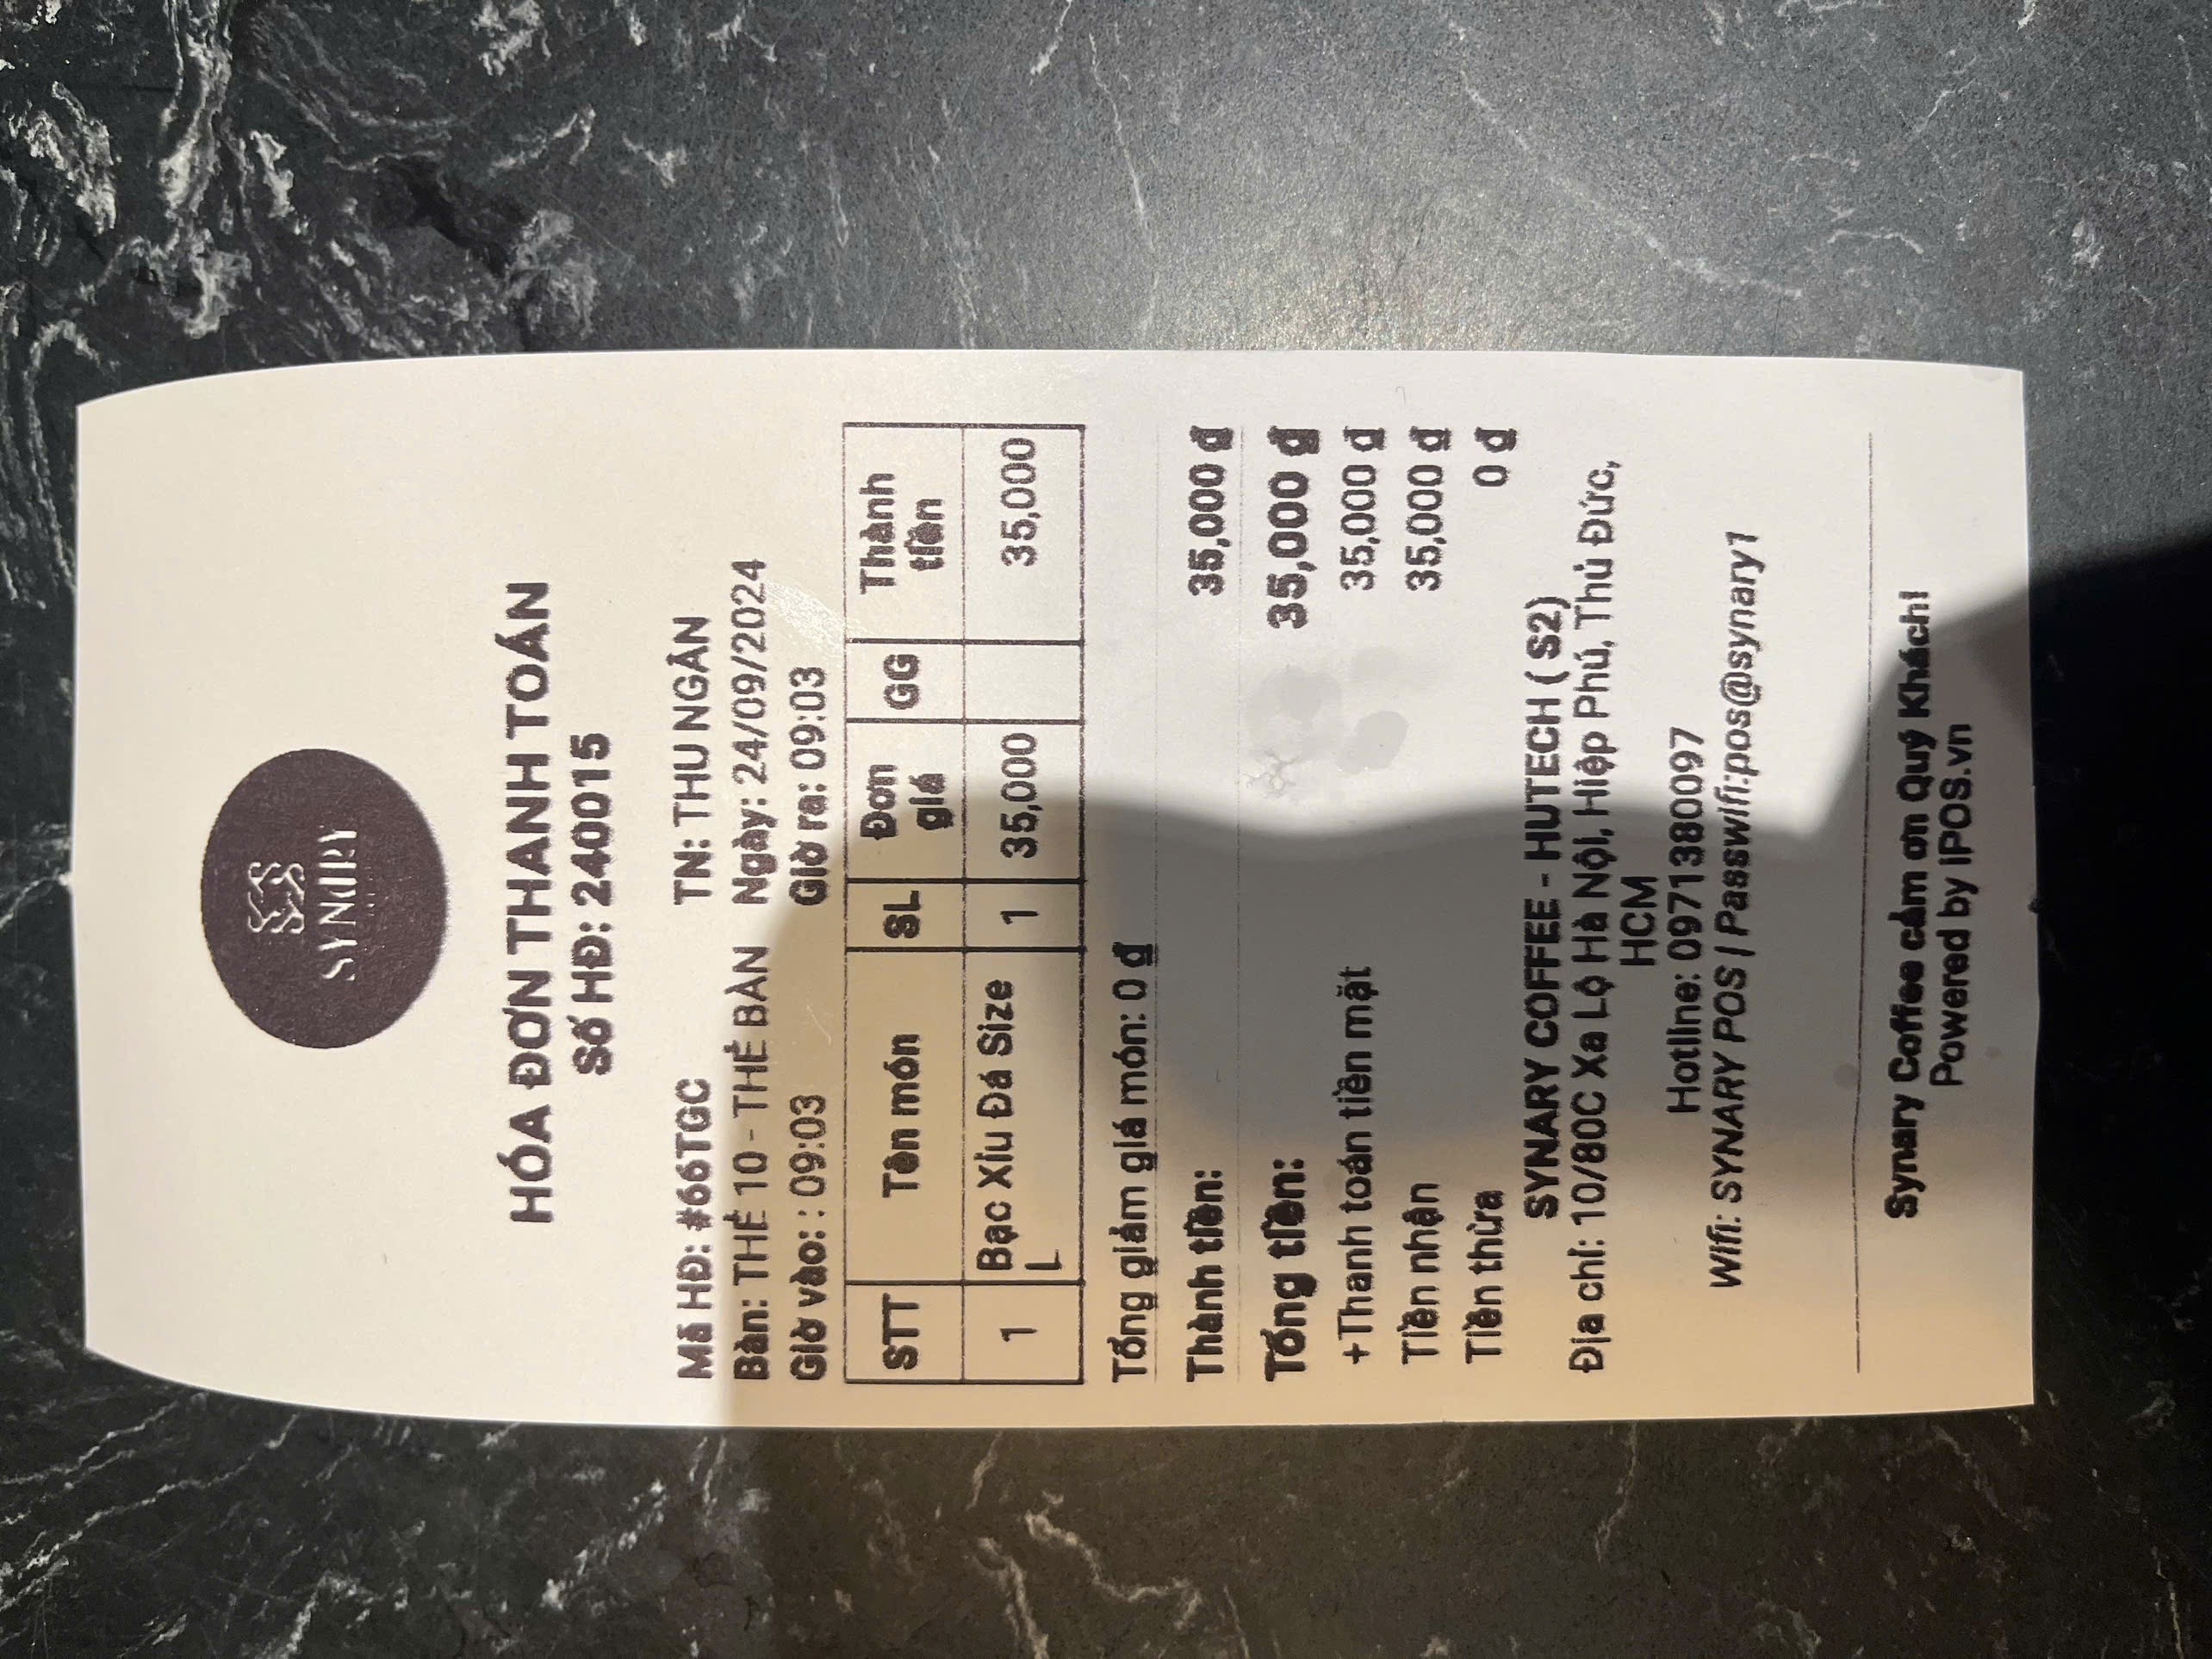 SYNARY
HÓA ĐƠN THANH TOÁN
Số HĐ: 240015
Mã HĐ: #66TGC TN: THU NGÂN
Bàn: THẺ 10 - THẺ BÀN Ngày: 24/09/2024
Giờ vào: : 09:03 Giờ ra: 09:03
STT Tên món SL Đơn giá GG Thành tiền
1 Bạc Xỉu Đá Size L 1 35,000 35,000
Tổng giảm giá món: 0 đ
Thành tiền: 35,000 đ
Tổng tiền: 35,000 đ
+Thanh toán tiền mặt 35,000 đ
Tiền nhận 35,000 đ
Tiền thừa 0 đ
SYNARY COFFEE - HUTECH ( S2)
Địa chỉ: 10/80C Xa Lộ Hà Nội, Hiệp Phú, Thủ Đức,
HCM
Hotline: 0971380097
Wifi: SYNARY POS | Passwifi:pos@synary1
Synary Coffee cảm ơn Quý Khách!
Powered by iPOS.vn